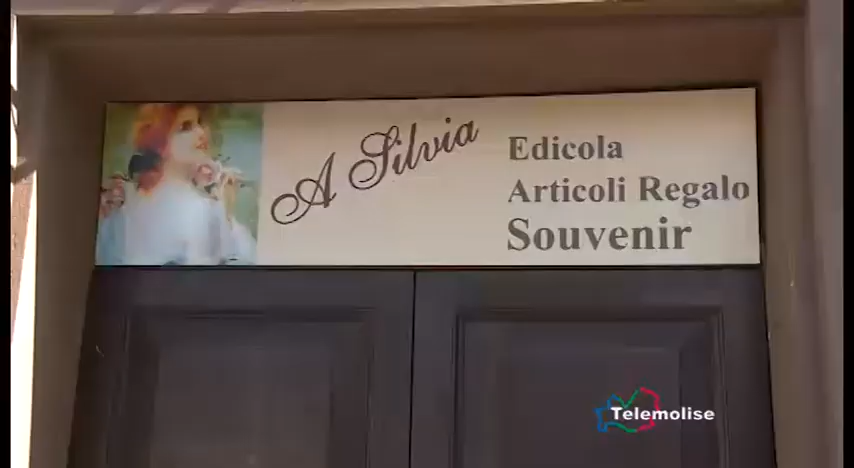 A Silvia
Edicola
Articoli Regalo
Souvenir
Telemolise